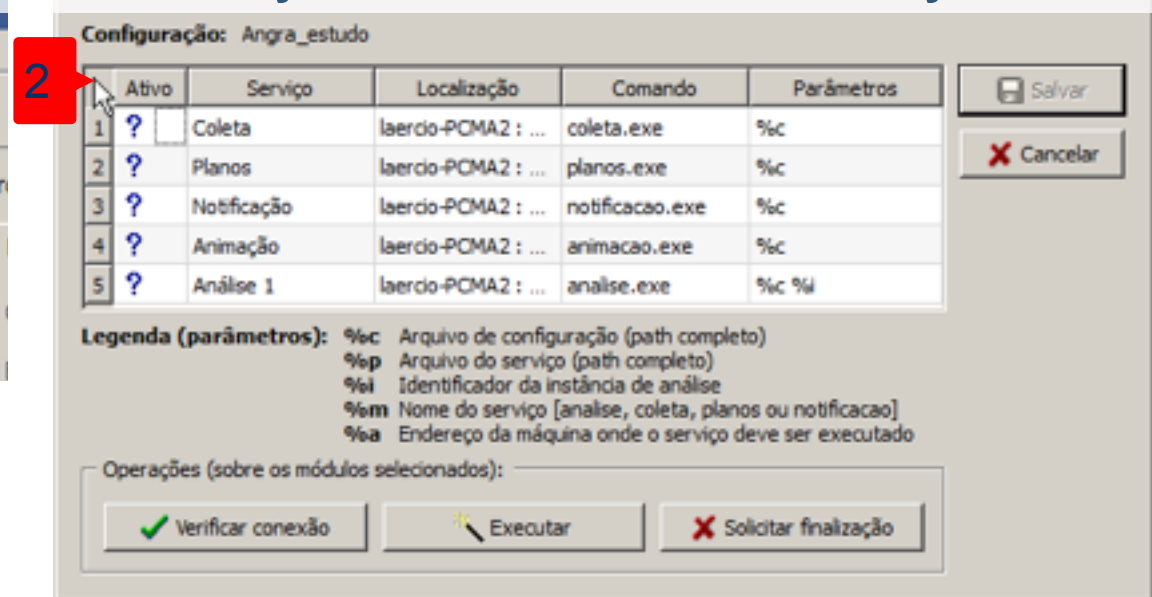 Configuração: Angra_estudo
2
Ativo Serviço Localização Comando Parâmetros
1 ? Coleta laercio-PCMA2 : ... coleta.exe %c
2 ? Planos laercio-PCMA2 : ... planos.exe %c
3 ? Notificação laercio-PCMA2 : ... notificacao.exe %c
4 ? Animação laercio-PCMA2 : ... animacao.exe %c
5 ? Análise 1 laercio-PCMA2 : ... analise.exe %c %i
Salvar
Cancelar
Legenda (parâmetros): %c Arquivo de configuração (path completo)
%p Arquivo do serviço (path completo)
%i Identificador da instância de análise
%m Nome do serviço [analise, coleta, planos ou notificacao]
%a Endereço da máquina onde o serviço deve ser executado
Operações (sobre os módulos selecionados):
Verificar conexão Executar Solicitar finalização